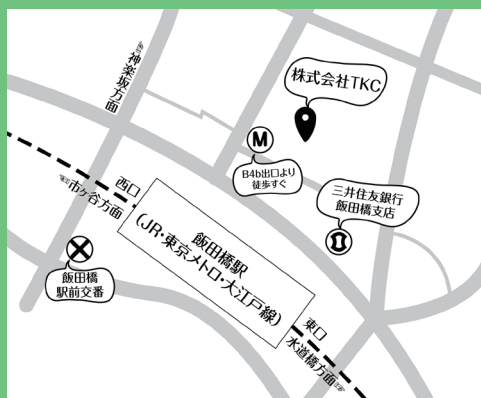 神楽坂方面
株式会社TKC
M
B4b出口より
徒歩すぐ
三井住友銀行
飯田橋支店
西口
市ケ谷方面
飯田橋駅
(JR・東京メトロ・大江戸線)
飯田橋
駅前交番
東口
水道橋方面